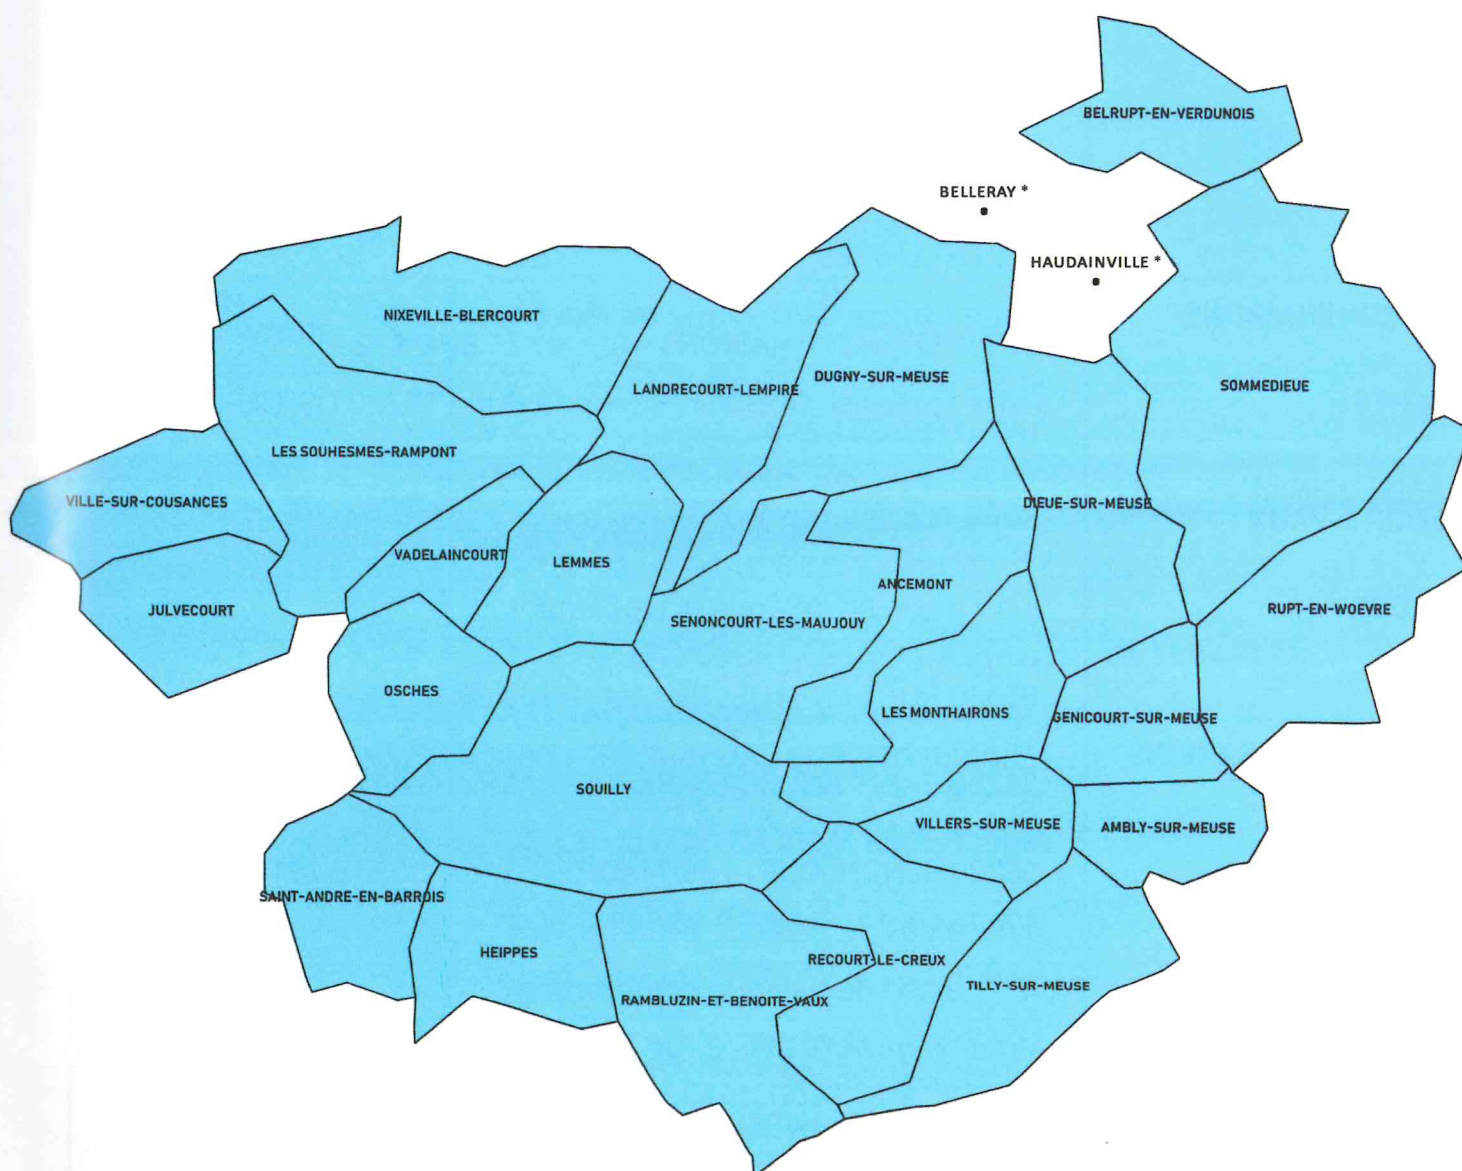 BELRUPT-EN-VERDUNOIS
BELLERAY *
HAUDAINVILLE *
NIXEVILLE-BLERCOURT
DUGNY-SUR-MEUSE
LANDRECOURT-LEMPIRE
SOMMEDIEUE
LES SOUHESMES-RAMPONT
VILLE-SUR-COUSANCES
DIEUE-SUR-MEUSE
VADELAINCOURT
LEMMES
ANCEMONT
JULVECOURT
RUPT-EN-WOEVRE
SENONCOURT-LES-MAUJOUY
OSCHES
LES MONTHAIRONS
GENICOURT-SUR-MEUSE
SOUILLY
VILLERS-SUR-MEUSE
AMBLY-SUR-MEUSE
SAINT-ANDRE-EN-BARROIS
HEIPPES
RECOURT-LE-CREUX
TILLY-SUR-MEUSE
RAMBLUZIN-ET-BENOITE-VAUX